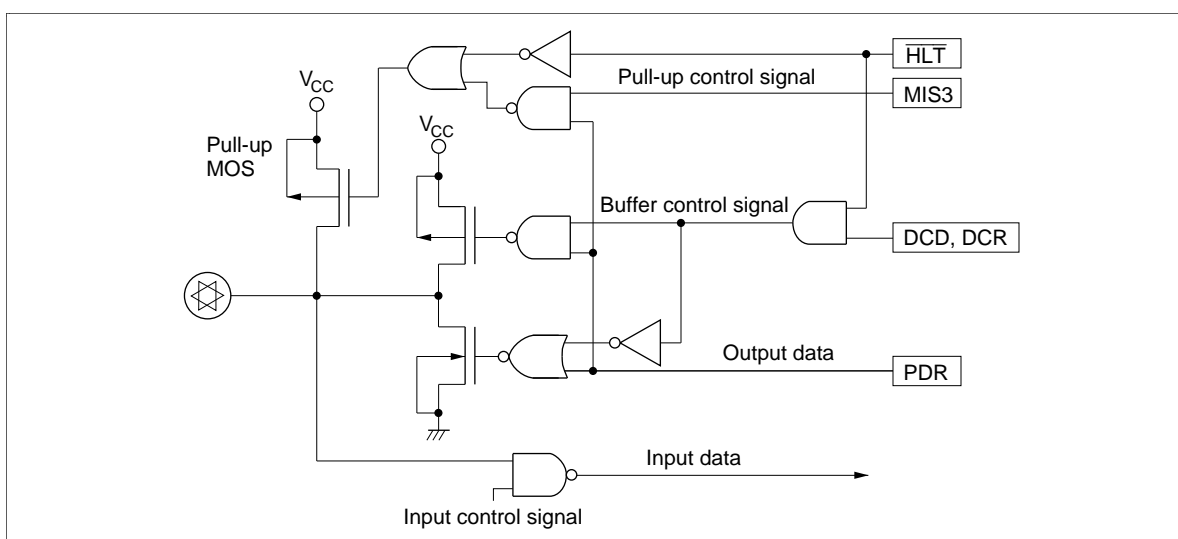 HLT
Pull-up control signal
MIS3
VCC
VCC
Pull-up
MOS
Buffer control signal
DCD, DCR
Output data
PDR
Input data
Input control signal